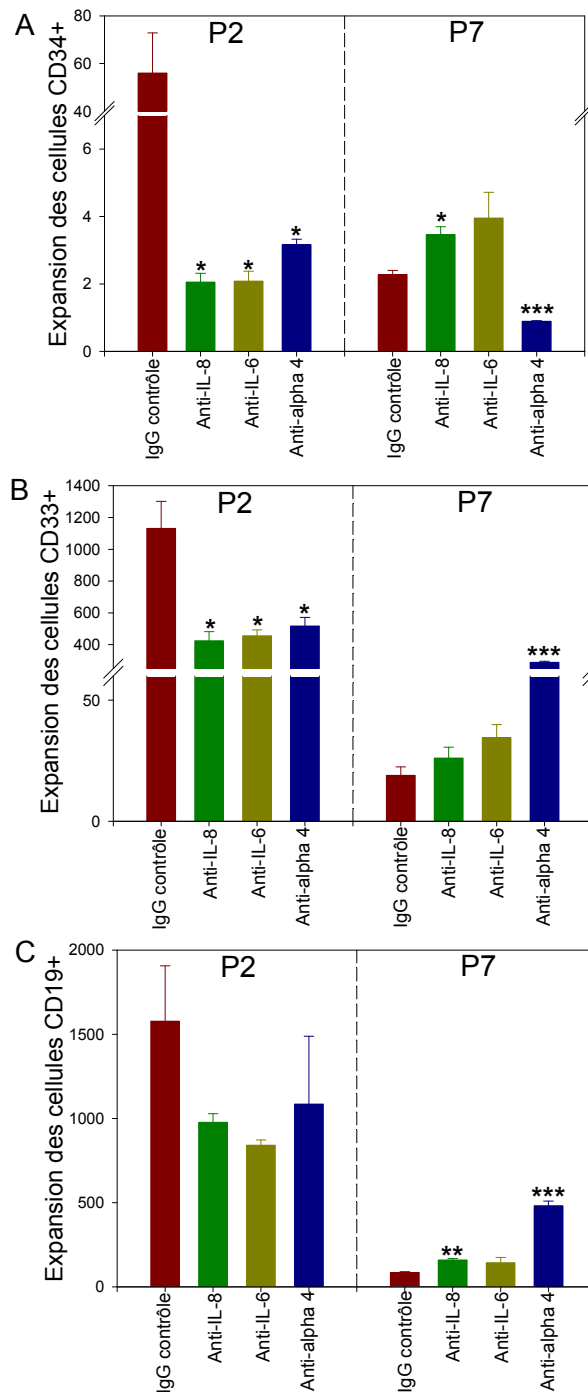 A
P2
P7
Expansion des cellules CD34+
80
60
40
6
4
2
0
*
*
*
*
***
IgG contrôle
Anti-IL-8
Anti-IL-6
Anti-alpha 4
IgG contrôle
Anti-IL-8
Anti-IL-6
Anti-alpha 4
B
P2
P7
Expansion des cellules CD33+
1400
1200
1000
800
600
400
50
0
*
*
*
***
IgG contrôle
Anti-IL-8
Anti-IL-6
Anti-alpha 4
IgG contrôle
Anti-IL-8
Anti-IL-6
Anti-alpha 4
C
P2
P7
Expansion des cellules CD19+
2000
1500
1000
500
0
**
***
IgG contrôle
Anti-IL-8
Anti-IL-6
Anti-alpha 4
IgG contrôle
Anti-IL-8
Anti-IL-6
Anti-alpha 4